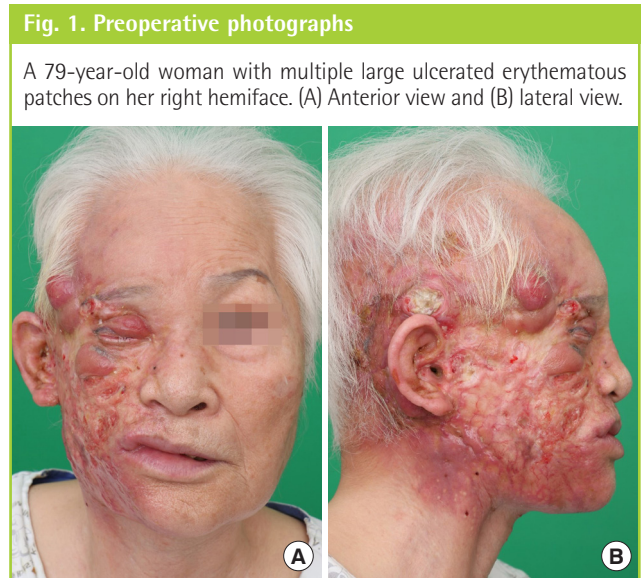 Fig. 1. Preoperative photographs
A 79-year-old woman with multiple large ulcerated erythematous
patches on her right hemiface. (A) Anterior view and (B) lateral view.
A
B